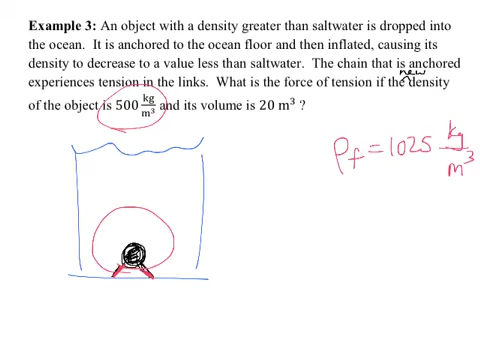 Example 3: An object with a density greater than saltwater is dropped into
the ocean. It is anchored to the ocean floor and then inflated, causing its
density to decrease to a value less than saltwater. The chain that is anchored
experiences tension in the links. What is the force of tension if the new density
of the object is 500 kg/m³ and its volume is 20 m³ ?
ρf = 1025 kg/m³